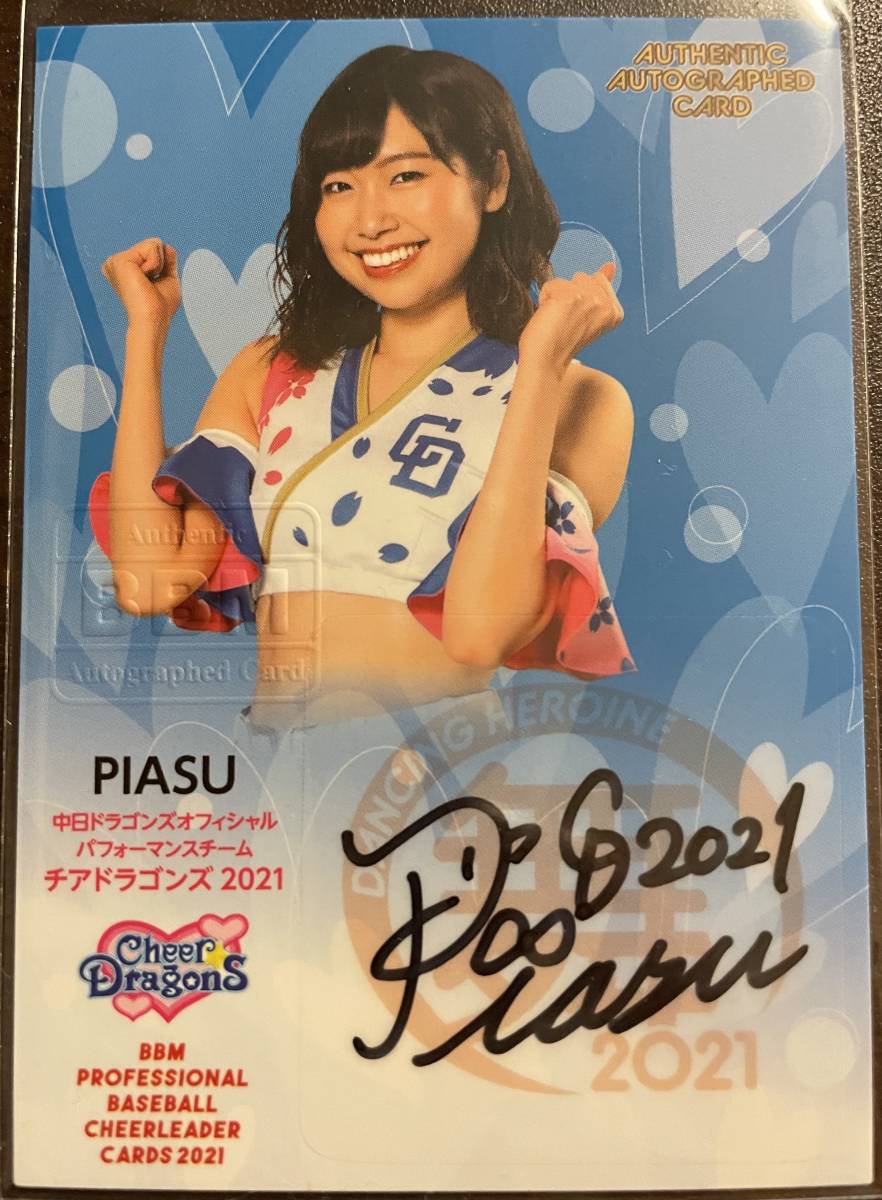 AUTHENTIC
AUTOGRAPHED
CARD
CD
Authentic
BBM
Autographed Card
PIASU
中日ドラゴンズオフィシャル
パフォーマンスチーム
チアドラゴンズ 2021
Cheer
Dragons
BBM
PROFESSIONAL
BASEBALL
CHEERLEADER
CARDS 2021
DANCING HEROINE
舞
2021
CD2021
Piasu